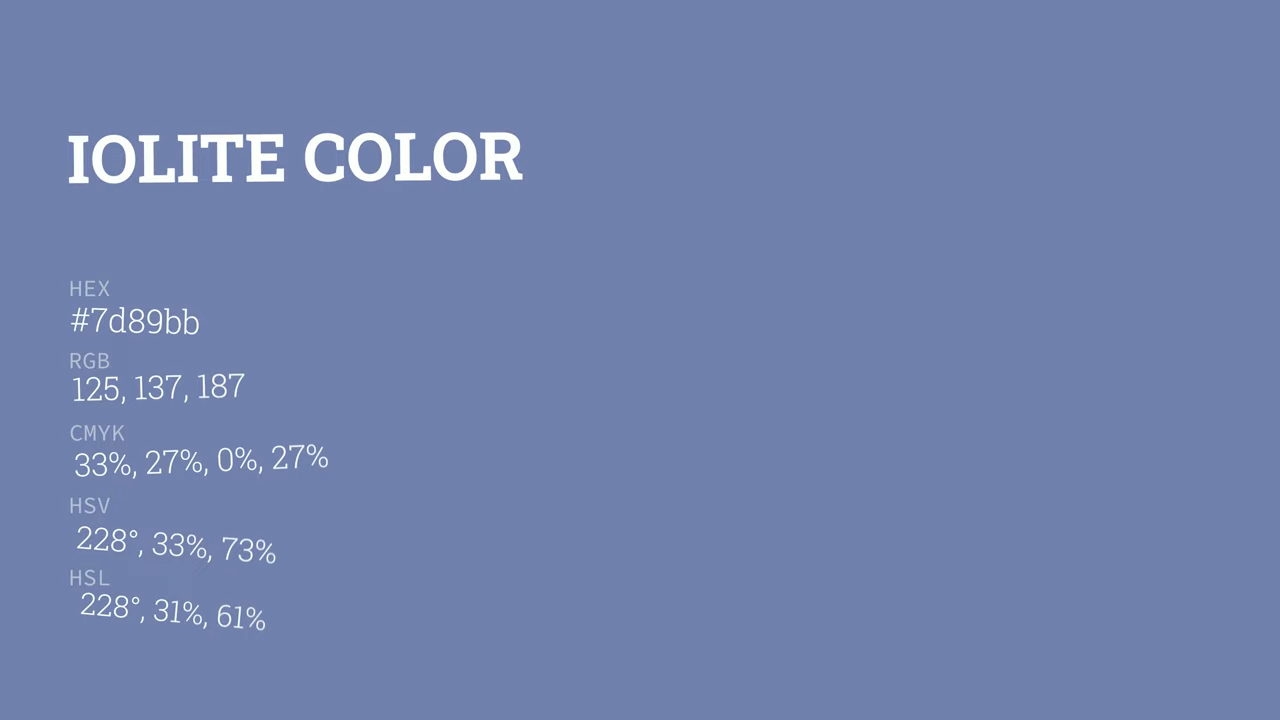 IOLITE COLOR
HEX
#7d89bb
RGB
125, 137, 187
CMYK
33%, 27%, 0%, 27%
HSV
228°, 33%, 73%
HSL
228°, 31%, 61%